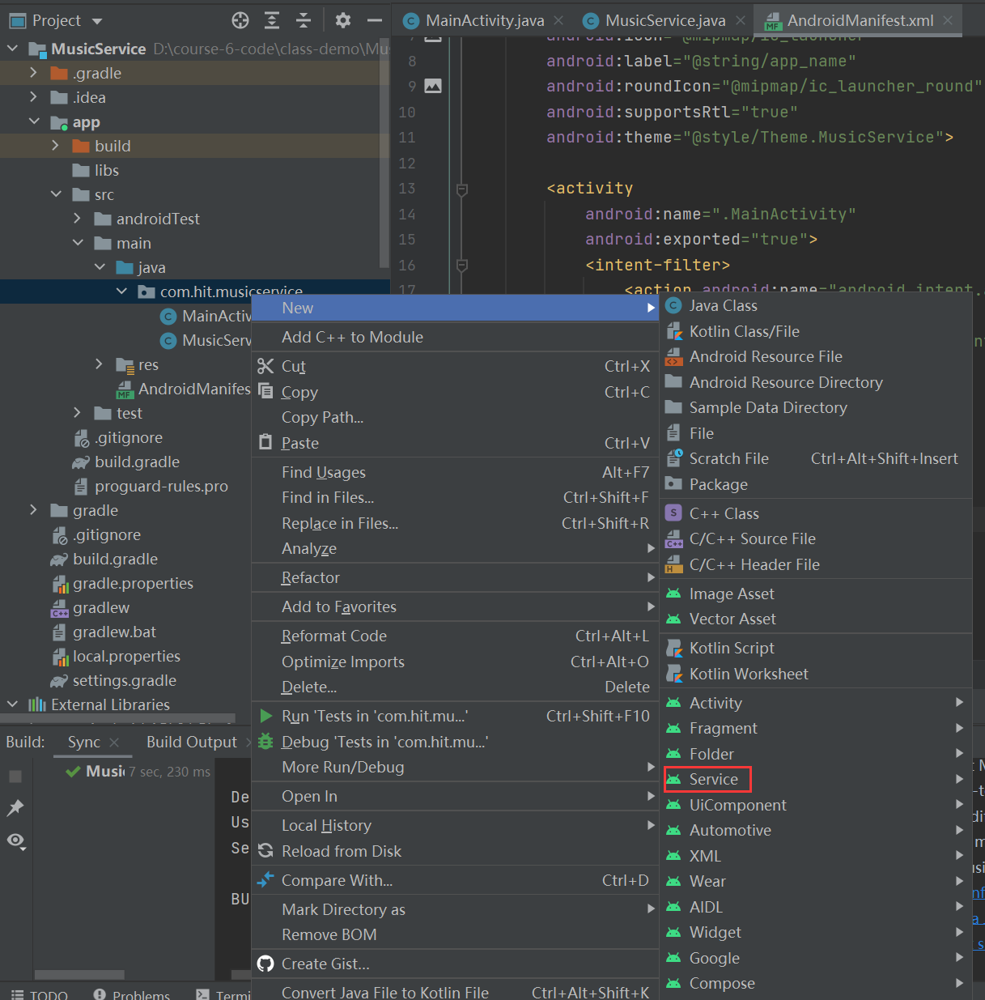 Project
MainActivity.java
MusicService.java
AndroidManifest.xml
MusicService D:\course-6-code\class-demo\Mu
.gradle
.idea
app
build
libs
src
androidTest
main
java
com.hit.musicservice
MainActiv
MusicServ
res
AndroidManifes
test
.gitignore
build.gradle
proguard-rules.pro
gradle
.gitignore
build.gradle
gradle.properties
gradlew
gradlew.bat
local.properties
settings.gradle
External Libraries
android:icon="@mipmap/ic_launcher"
8 android:label="@string/app_name"
9 android:roundIcon="@mipmap/ic_launcher_round"
10 android:supportsRtl="true"
11 android:theme="@style/Theme.MusicService">
12
13 <activity
14 android:name=".MainActivity"
15 android:exported="true">
16 <intent-filter>
17 <action android:name="android.intent.
New
Add C++ to Module
Cut Ctrl+X
Copy Ctrl+C
Copy Path...
Paste Ctrl+V
Find Usages Alt+F7
Find in Files... Ctrl+Shift+F
Replace in Files... Ctrl+Shift+R
Analyze
Refactor
Add to Favorites
Reformat Code Ctrl+Alt+L
Optimize Imports Ctrl+Alt+O
Delete... Delete
Run 'Tests in 'com.hit.mu...' Ctrl+Shift+F10
Debug 'Tests in 'com.hit.mu...'
More Run/Debug
Open In
Local History
Reload from Disk
Compare With... Ctrl+D
Mark Directory as
Remove BOM
Create Gist...
Convert Java File to Kotlin File Ctrl+Alt+Shift+K
Java Class
Kotlin Class/File
Android Resource File
Android Resource Directory
Sample Data Directory
File
Scratch File Ctrl+Alt+Shift+Insert
Package
C++ Class
C/C++ Source File
C/C++ Header File
Image Asset
Vector Asset
Kotlin Script
Kotlin Worksheet
Activity
Fragment
Folder
Service
UiComponent
Automotive
XML
Wear
AIDL
Widget
Google
Compose
Build: Sync Build Output
Musi 7 sec, 230 ms
De
Us
Se
BU
TODO Problems Termi